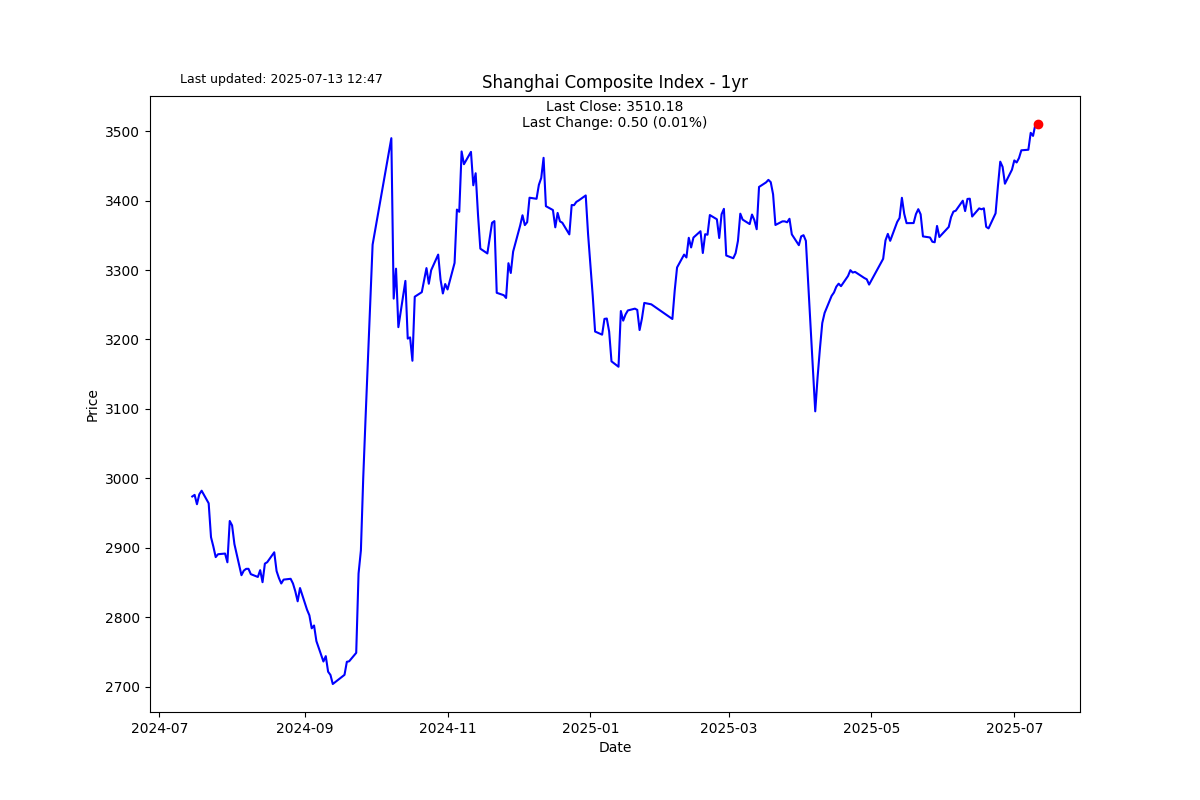 Last updated: 2025-07-13 12:47
Shanghai Composite Index - 1yr
Last Close: 3510.18
Last Change: 0.50 (0.01%)
3500
3400
3300
3200
3100
3000
2900
2800
2700
Price
2024-07 2024-09 2024-11 2025-01 2025-03 2025-05 2025-07
Date